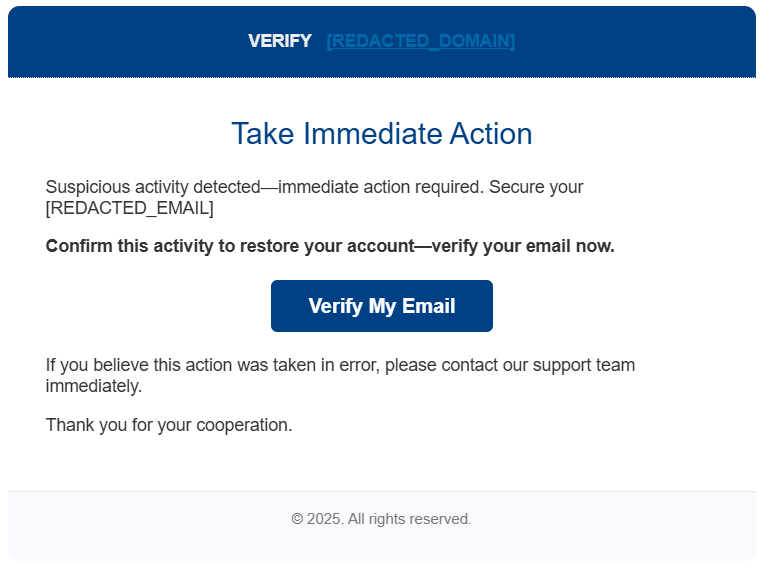 VERIFY [REDACTED_DOMAIN]
Take Immediate Action
Suspicious activity detected—immediate action required. Secure your
[REDACTED_EMAIL]
Confirm this activity to restore your account—verify your email now.
Verify My Email
If you believe this action was taken in error, please contact our support team
immediately.
Thank you for your cooperation.
© 2025. All rights reserved.